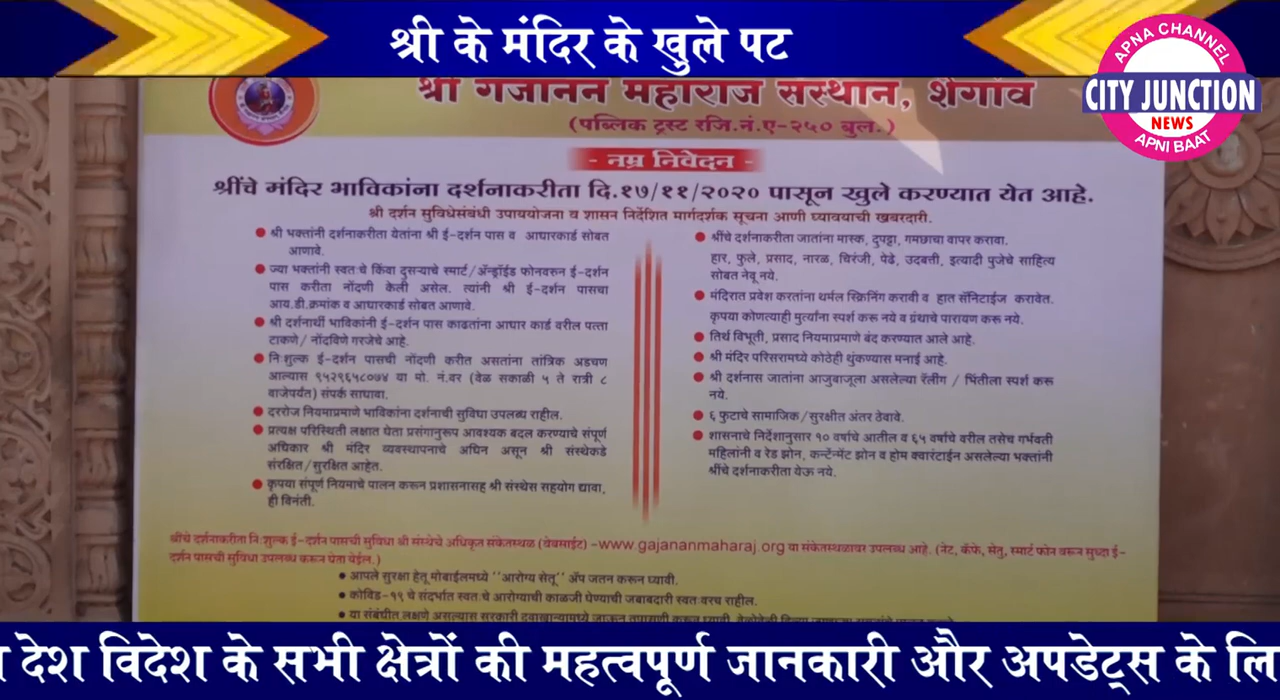 श्री के मंदिर के खुले पट
APNA CHANNEL
CITY JUNCTION
NEWS
APNI BAAT
श्री गजानन महाराज संस्थान, शेगांव
(पब्लिक ट्रस्ट रजि.नं.ए-२५० बुल.)
- नम्र निवेदन -
श्रींचे मंदिर भाविकांना दर्शनाकरीता दि.१७/११/२०२० पासून खुले करण्यात येत आहे.
श्री दर्शन सुविधेसंबंधी उपाययोजना व शासन निर्देशित मार्गदर्शक सूचना आणी घ्यावयाची खबरदारी.
● श्री भक्तांनी दर्शनाकरीता येतांना श्री ई-दर्शन पास व आधारकार्ड सोबत
आणावे.
● ज्या भक्तांनी स्वतःचे किंवा दुसऱ्याचे स्मार्ट/ॲन्ड्रॉईड फोनवरुन ई-दर्शन
पास करीता नोंदणी केली असेल. त्यांनी श्री ई-दर्शन पासचा
आय.डी.क्रमांक व आधारकार्ड सोबत आणावे.
● श्री दर्शनार्थी भाविकांनी ई-दर्शन पास काढतांना आधार कार्ड वरील पत्ता
टाकणे/ नोंदविणे गरजेचे आहे.
● निःशुल्क ई-दर्शन पासची नोंदणी करीत असतांना तांत्रिक अडचण
आल्यास ९५२९६५८०७४ या मो. नं.वर (वेळ सकाळी ५ ते रात्री ८
वाजेपर्यंत) संपर्क साधावा.
● दररोज नियमाप्रमाणे भाविकांना दर्शनाची सुविधा उपलब्ध राहील.
● प्रत्यक्ष परिस्थिती लक्षात घेता प्रसंगानुरूप आवश्यक बदल करण्याचे संपूर्ण
अधिकार श्री मंदिर व्यवस्थापनाचे अधिन असून श्री संस्थेकडे
संरक्षित/सुरक्षित आहेत.
● कृपया संपूर्ण नियमाचे पालन करून प्रशासनासह श्री संस्थेस सहयोग द्यावा,
ही विनंती.
● श्रींचे दर्शनाकरीता जातांना मास्क, दुपट्टा, गमछाचा वापर करावा.
हार, फुले, प्रसाद, नारळ, चिरंजी, पेढे, उदबत्ती, इत्यादी पुजेचे साहित्य
सोबत नेवू नये.
● मंदिरात प्रवेश करतांना थर्मल स्क्रिनिंग करावी व हात सॅनिटाईज करावेत.
कृपया कोणत्याही मुर्त्यांना स्पर्श करू नये व ग्रंथाचे पारायण करू नये.
● तिर्थ विभूती, प्रसाद नियमाप्रमाणे बंद करण्यात आले आहे.
● श्री मंदिर परिसरामध्ये कोठेही थुंकण्यास मनाई आहे.
● श्री दर्शनास जातांना आजुबाजूला असलेल्या रॅलींग / भिंतीला स्पर्श करू
नये.
● ६ फुटाचे सामाजिक/सुरक्षीत अंतर ठेवावे.
● शासनाचे निर्देशानुसार १० वर्षाचे आतील व ६५ वर्षाचे वरील तसेच गर्भवती
महिलांनी व रेड झोन, कन्टेन्मेंट झोन व होम क्वारंटाईन असलेल्या भक्तांनी
श्रींचे दर्शनाकरीता येऊ नये.
श्रींचे दर्शनाकरीता निःशुल्क ई-दर्शन पासची सुविधा श्री संस्थेचे अधिकृत संकेतस्थळ (वेबसाईट) -www.gajananmaharaj.org या संकेतस्थळावर उपलब्ध आहे. (नेट, कॅफे, सेतु, स्मार्ट फोन वरून सुध्दा ई-
दर्शन पासची सुविधा उपलब्ध करून घेता येईल.)
● आपले सुरक्षा हेतू मोबाईलमध्ये ''आरोग्य सेतू'' ॲप जतन करून घ्यावी.
● कोविड-१९ चे संदर्भात स्वतःचे आरोग्याची काळजी घेण्याची जबाबदारी स्वतःवरच राहील.
● या संबंधीत लक्षणे असल्यास सरकारी दवाखान्यामध्ये जाऊन तपासणी करून घ्यावी.
देश विदेश के सभी क्षेत्रों की महत्वपूर्ण जानकारी और अपडेट्स के लि